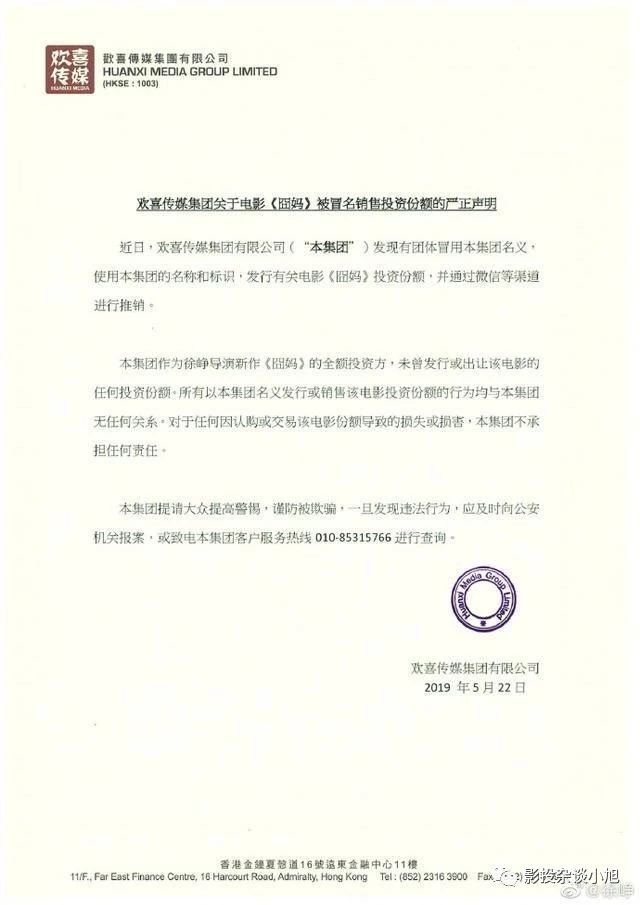 欢喜
传媒
HUANXI MEDIA
歡喜傳媒集團有限公司
HUANXI MEDIA GROUP LIMITED
(HKSE : 1003)
欢喜传媒集团关于电影《囧妈》被冒名销售投资份额的严正声明
近日，欢喜传媒集团有限公司（“本集团”）发现有团体冒用本集团名义，
使用本集团的名称和标识，发行有关电影《囧妈》投资份额，并通过微信等渠道
进行推销。
本集团作为徐峥导演新作《囧妈》的全额投资方，未曾发行或出让该电影的
任何投资份额。所有以本集团名义发行或销售该电影投资份额的行为均与本集团
无任何关系。对于任何因认购或交易该电影份额导致的损失或损害，本集团不承
担任何责任。
本集团提请大众提高警惕，谨防被欺骗，一旦发现违法行为，应及时向公安
机关报案，或致电本集团客户服务热线 010-85315766 进行查询。
Huanxi Media Group Limited
欢喜传媒集团有限公司
2019 年 5 月 22 日
香港金鐘夏慤道16號遠東金融中心11樓
11/F., Far East Finance Centre, 16 Harcourt Road, Admiralty, Hong Kong Tel : (852) 2316 3900 Fax
影投杂谈小旭
@徐峥